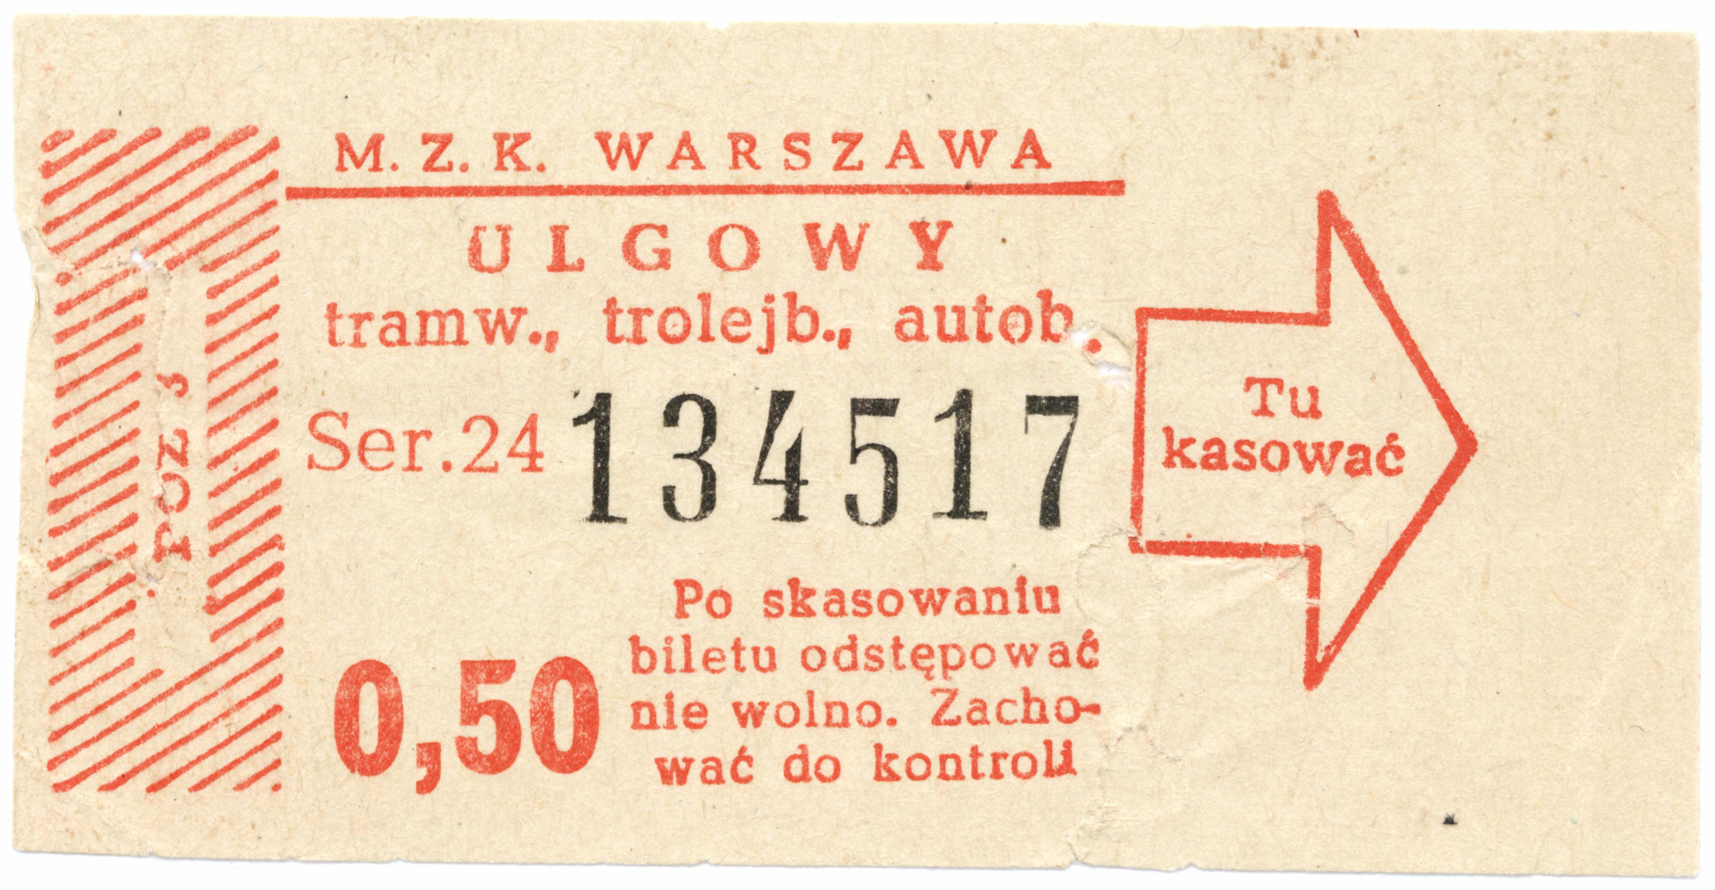 M. Z. K. WARSZAWA
ULGOWY
tramw., trolejb., autob.
Ser.24 134517
0,50
Po skasowaniu
biletu odstępować
nie wolno. Zacho-
wać do kontroli
Tu
kasować